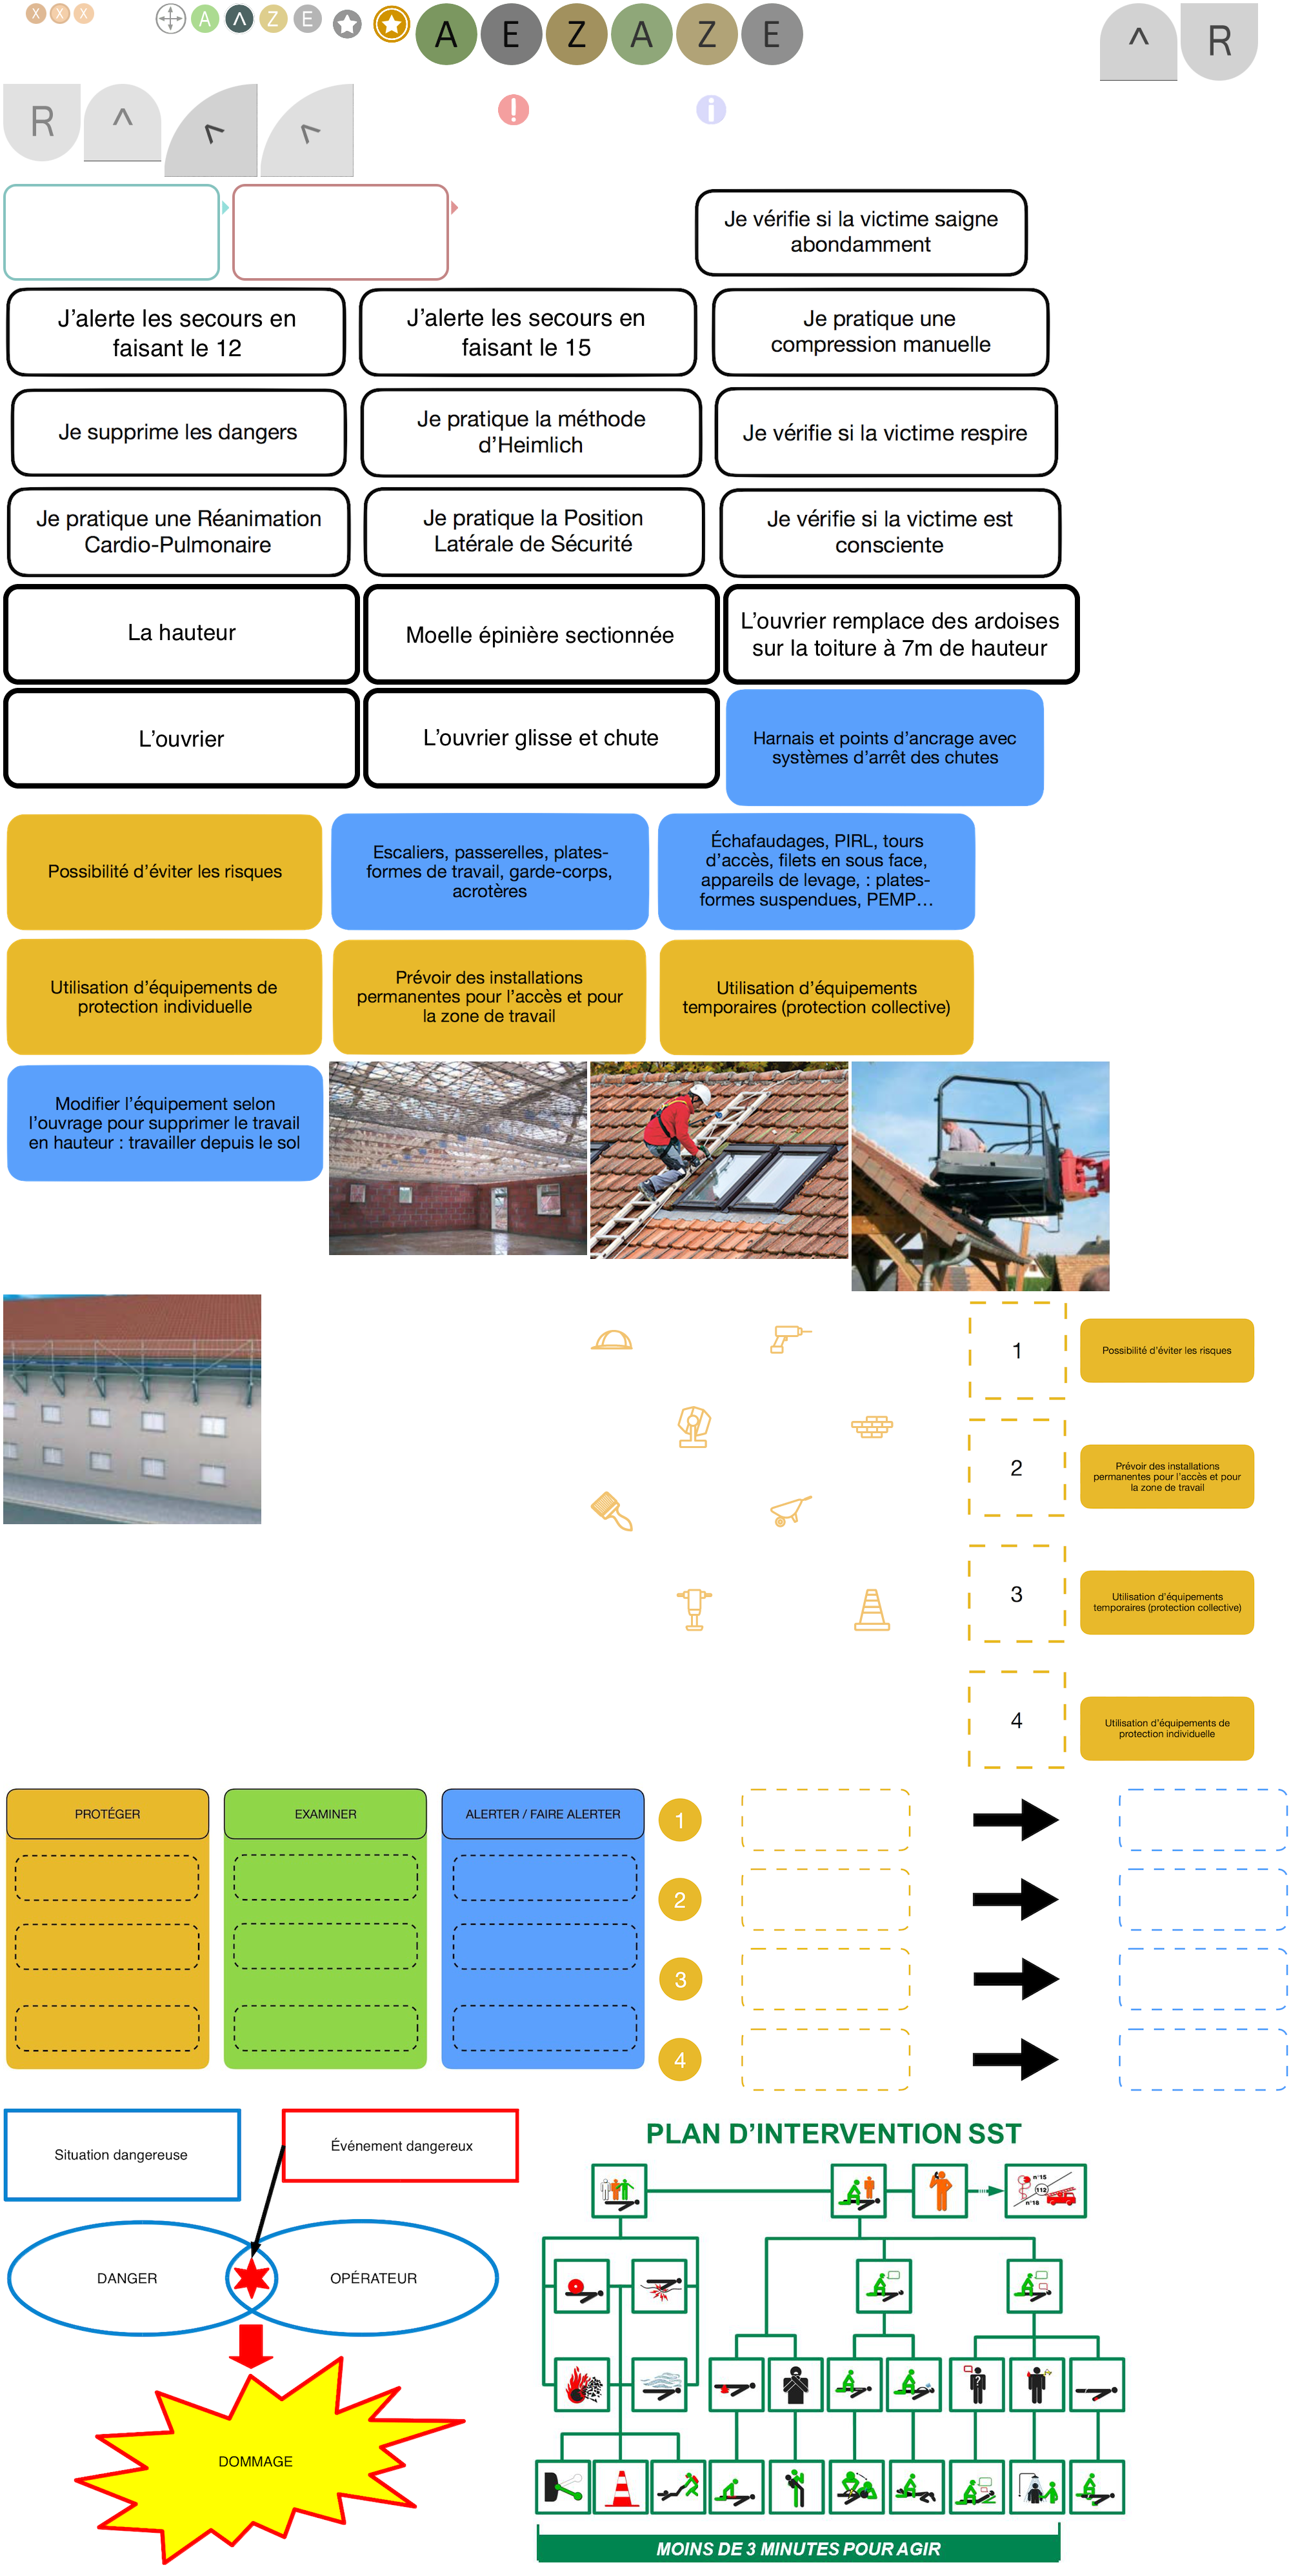 X X X A ^ Z E A E Z A Z E ^ R
R ^ < < ! i
Je vérifie si la victime saigne
abondamment
J’alerte les secours en
faisant le 12
J’alerte les secours en
faisant le 15
Je pratique une
compression manuelle
Je supprime les dangers
Je pratique la méthode
d’Heimlich
Je vérifie si la victime respire
Je pratique une Réanimation
Cardio-Pulmonaire
Je pratique la Position
Latérale de Sécurité
Je vérifie si la victime est
consciente
La hauteur
Moelle épinière sectionnée
L’ouvrier remplace des ardoises
sur la toiture à 7m de hauteur
L’ouvrier
L’ouvrier glisse et chute
Harnais et points d’ancrage avec
systèmes d’arrêt des chutes
Possibilité d’éviter les risques
Escaliers, passerelles, plates-
formes de travail, garde-corps,
acrotères
Échafaudages, PIRL, tours
d’accès, filets en sous face,
appareils de levage, : plates-
formes suspendues, PEMP…
Utilisation d’équipements de
protection individuelle
Prévoir des installations
permanentes pour l’accès et pour
la zone de travail
Utilisation d’équipements
temporaires (protection collective)
Modifier l’équipement selon
l’ouvrage pour supprimer le travail
en hauteur : travailler depuis le sol
1
Possibilité d’éviter les risques
2
Prévoir des installations
permanentes pour l’accès et pour
la zone de travail
3
Utilisation d’équipements
temporaires (protection collective)
4
Utilisation d’équipements de
protection individuelle
PROTÉGER
EXAMINER
ALERTER / FAIRE ALERTER
1
2
3
4
Situation dangereuse
Événement dangereux
DANGER
OPÉRATEUR
DOMMAGE
PLAN D’INTERVENTION SST
n°15
112
n°18
MOINS DE 3 MINUTES POUR AGIR